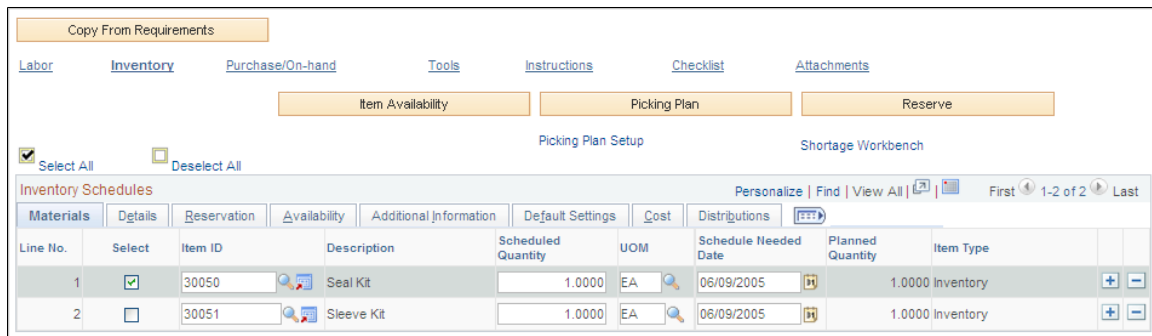 Copy From Requirements
Labor Inventory Purchase/On-hand Tools Instructions Checklist Attachments
Item Availability Picking Plan Reserve
Picking Plan Setup Shortage Workbench
Select All Deselect All
Inventory Schedules Personalize | Find | View All | | First 1-2 of 2 Last
Materials Details Reservation Availability Additional Information Default Settings Cost Distributions
Line No. Select Item ID Description Scheduled Quantity UOM Schedule Needed Date Planned Quantity Item Type
1 30050 Seal Kit 1.0000 EA 06/09/2005 1.0000 Inventory
2 30051 Sleeve Kit 1.0000 EA 06/09/2005 1.0000 Inventory